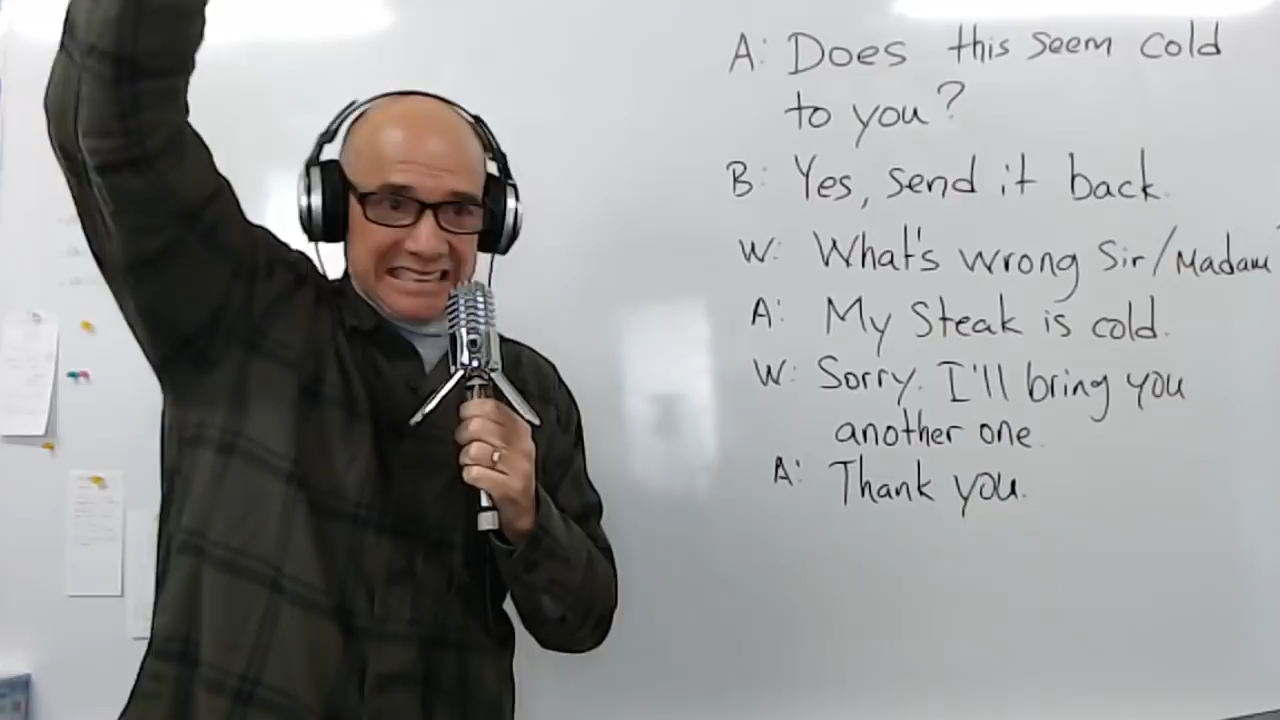 A: Does this seem cold
to you?
B: Yes, send it back.
W: What's wrong Sir/Madam?
A: My Steak is cold.
W: Sorry. I'll bring you
another one.
A: Thank you.